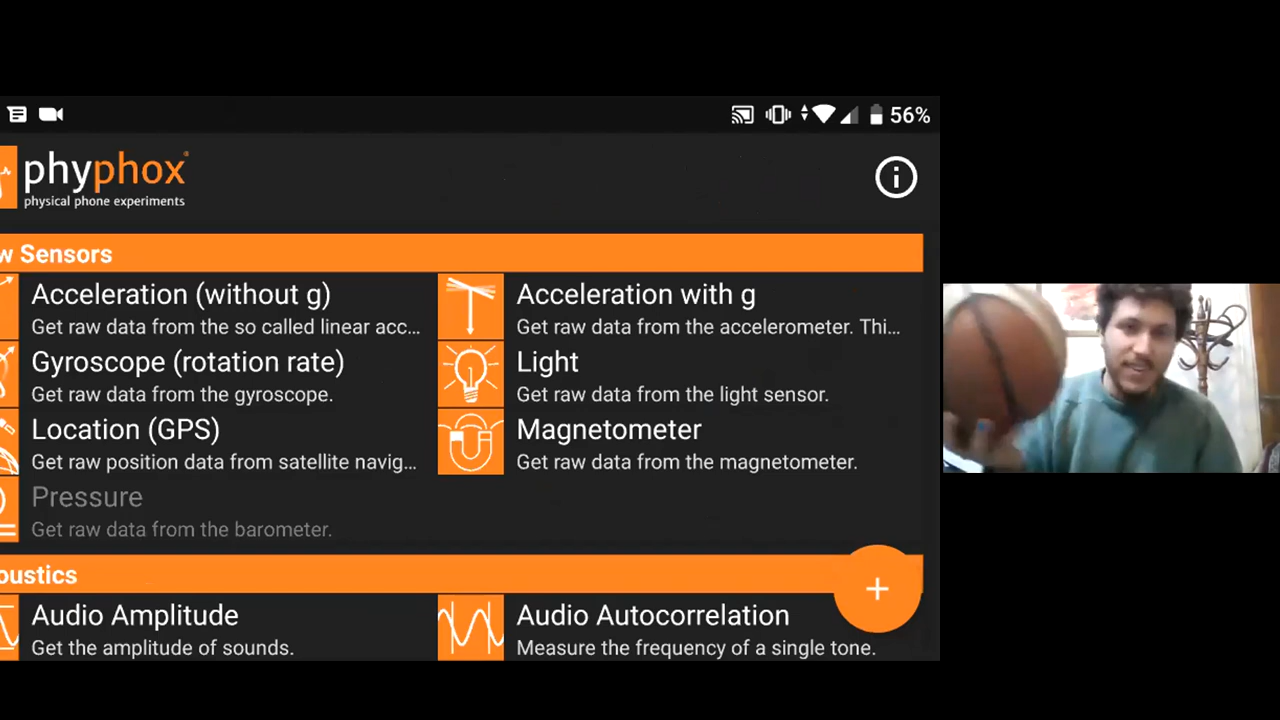 56%
phyphox
physical phone experiments
w Sensors
Acceleration (without g)
Get raw data from the so called linear acc...
Acceleration with g
Get raw data from the accelerometer. Thi...
Gyroscope (rotation rate)
Get raw data from the gyroscope.
Light
Get raw data from the light sensor.
Location (GPS)
Get raw position data from satellite navig...
Magnetometer
Get raw data from the magnetometer.
Pressure
Get raw data from the barometer.
oustics
Audio Amplitude
Get the amplitude of sounds.
Audio Autocorrelation
Measure the frequency of a single tone.